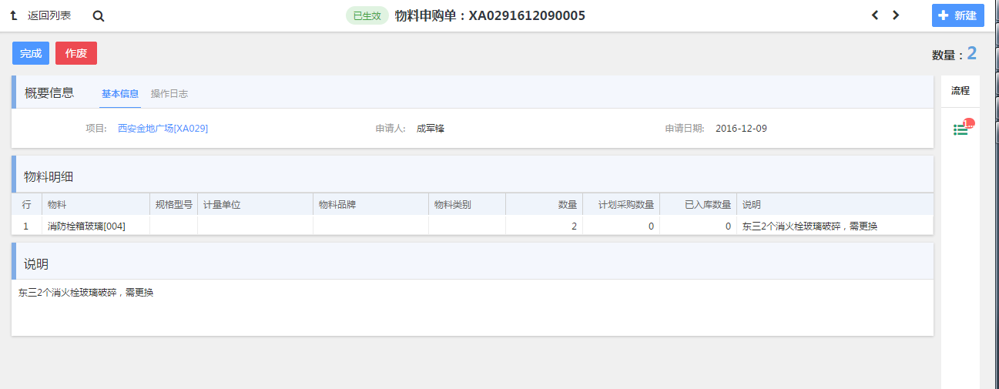 返回列表
已生效 物料申购单：XA0291612090005
新建
完成 作废
数量：2
概要信息 基本信息 操作日志
流程
项目: 西安金地广场[XA029] 申请人: 成军锋 申请日期: 2016-12-09
物料明细
行 物料 规格型号 计量单位 物料品牌 物料类别 数量 计划采购数量 已入库数量 说明
1 消防栓箱玻璃[004] 2 0 0 东三2个消火栓玻璃破碎，需更换
说明
东三2个消火栓玻璃破碎，需更换